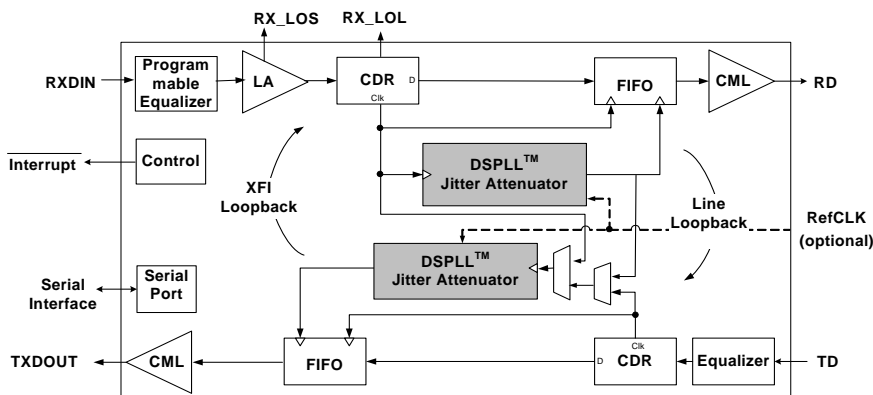 RX_LOS
RX_LOL
RXDIN
Program
mable
Equalizer
LA
CDR
D
Clk
FIFO
CML
RD
Interrupt
Control
DSPLL™
Jitter Attenuator
XFI
Loopback
Line
Loopback
RefCLK
(optional)
DSPLL™
Jitter Attenuator
Serial
Interface
Serial
Port
TXDOUT
CML
FIFO
D
Clk
CDR
Equalizer
TD